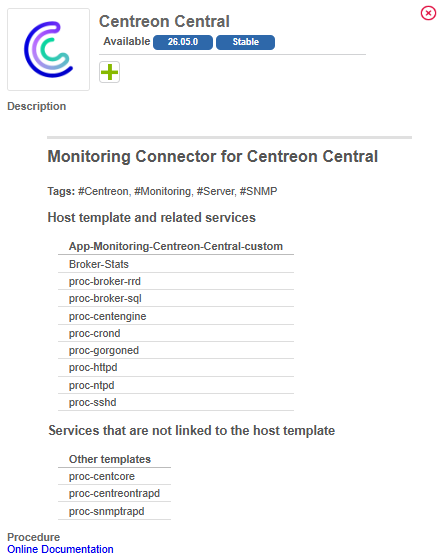 Centreon Central
Available 26.05.0 Stable
Description
Monitoring Connector for Centreon Central
Tags: #Centreon, #Monitoring, #Server, #SNMP
Host template and related services
App-Monitoring-Centreon-Central-custom
Broker-Stats
proc-broker-rrd
proc-broker-sql
proc-centengine
proc-crond
proc-gorgoned
proc-httpd
proc-ntpd
proc-sshd
Services that are not linked to the host template
Other templates
proc-centcore
proc-centreontrapd
proc-snmptrapd
Procedure
Online Documentation